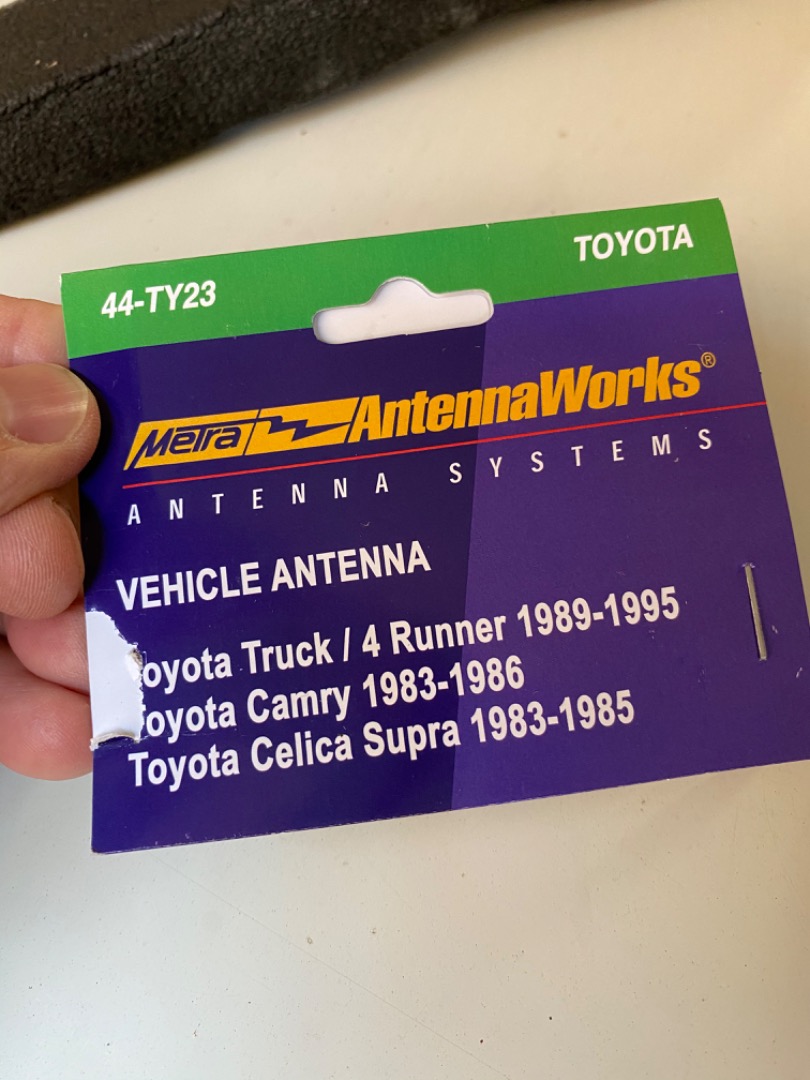 44-TY23
TOYOTA
Metra AntennaWorks®
ANTENNA SYSTEMS
VEHICLE ANTENNA
oyota Truck / 4 Runner 1989-1995
oyota Camry 1983-1986
Toyota Celica Supra 1983-1985